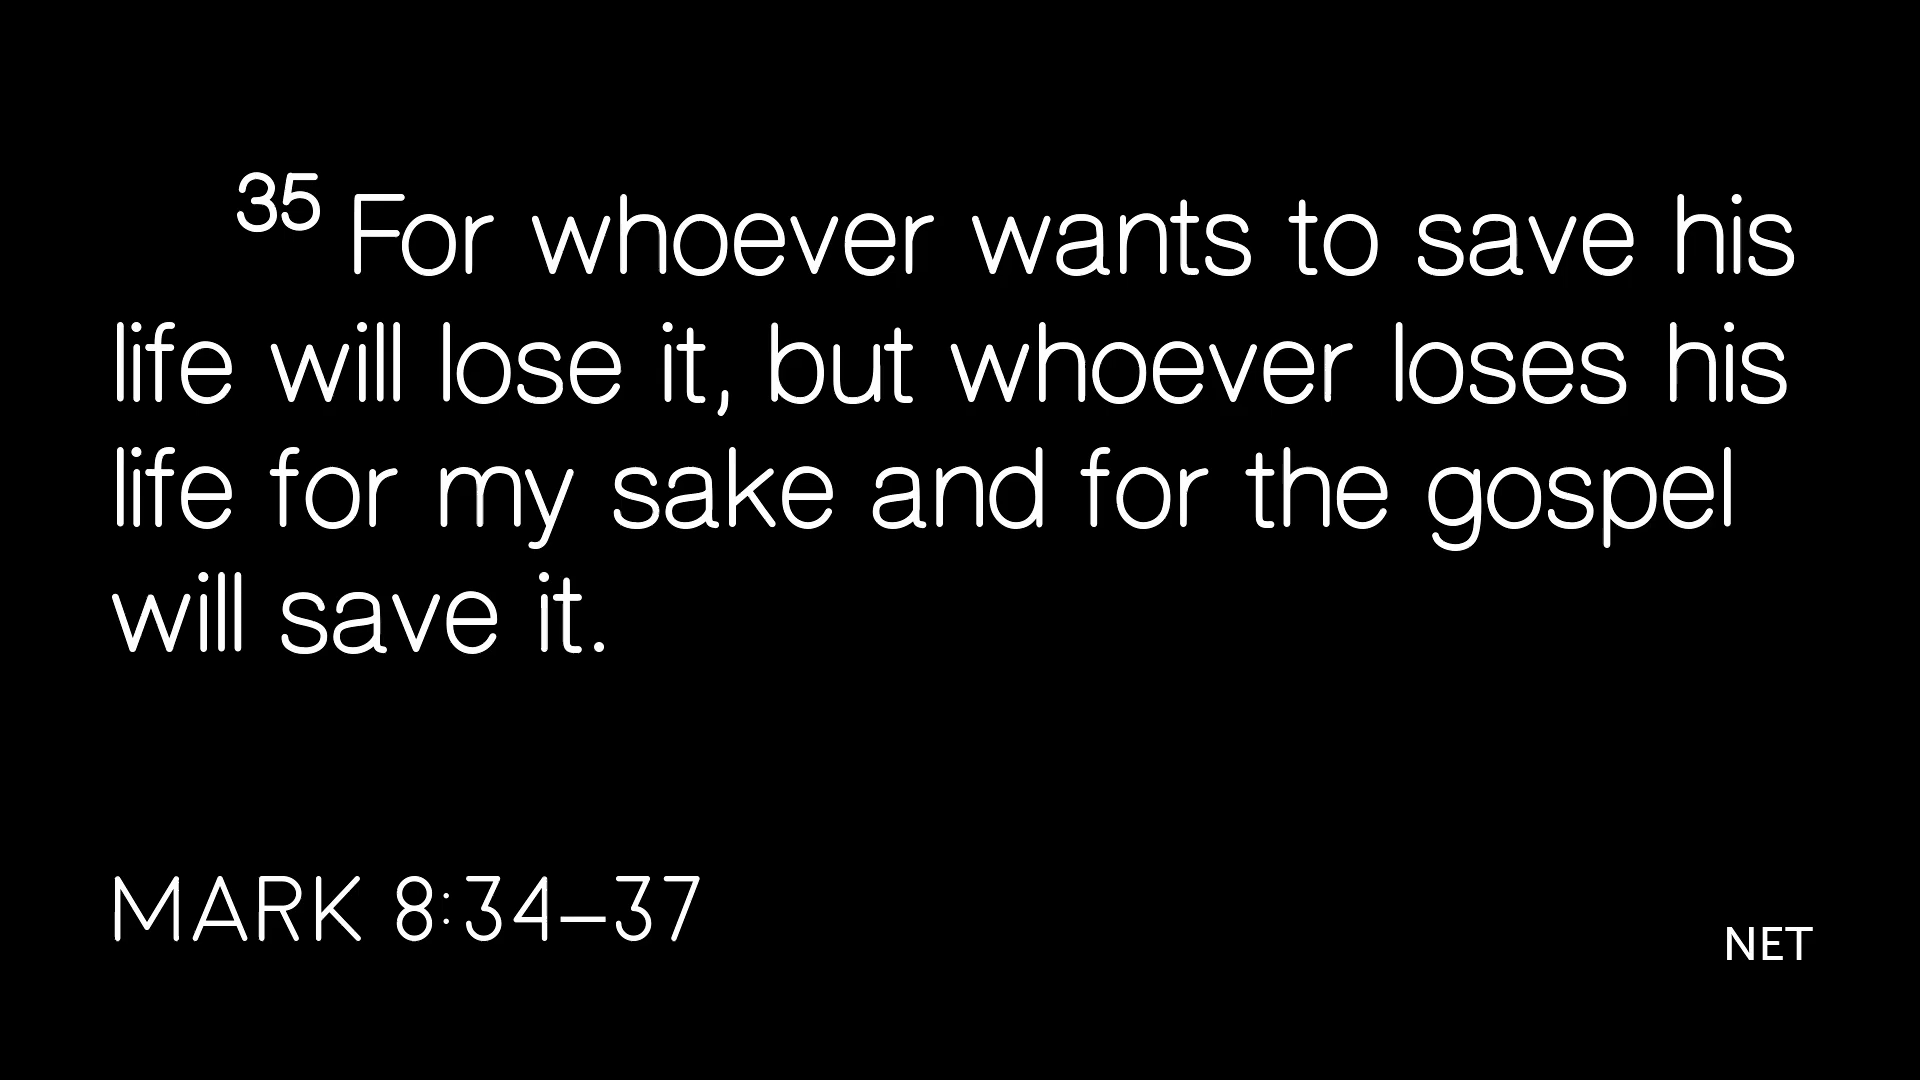 35 For whoever wants to save his
life will lose it, but whoever loses his
life for my sake and for the gospel
will save it.
MARK 8:34–37
NET